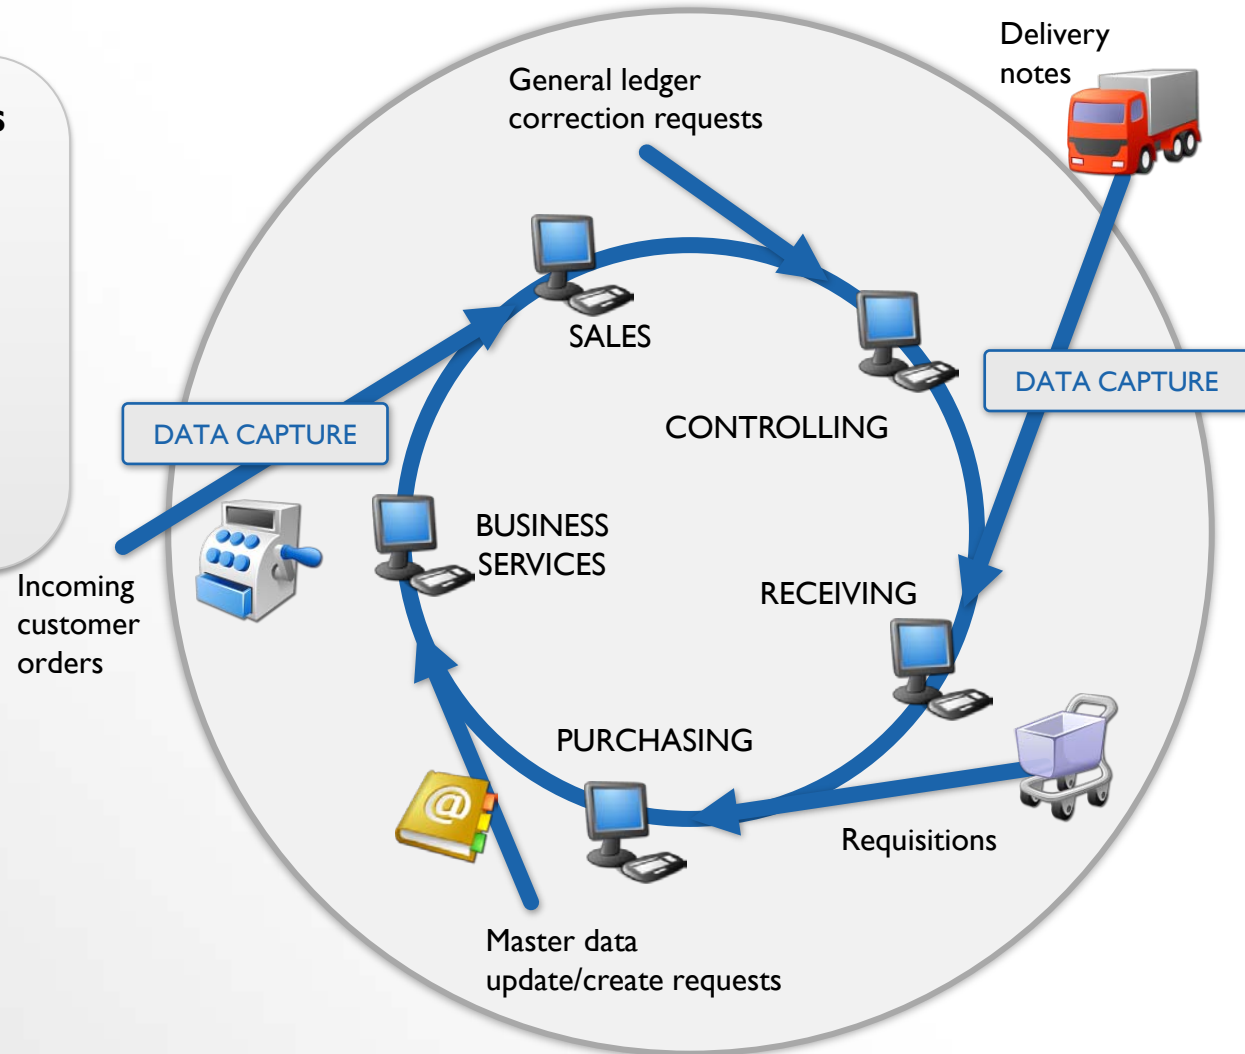 Delivery
notes
General ledger
correction requests
s
SALES
DATA CAPTURE
DATA CAPTURE
CONTROLLING
BUSINESS
SERVICES
Incoming
customer
orders
RECEIVING
PURCHASING
@
Requisitions
Master data
update/create requests